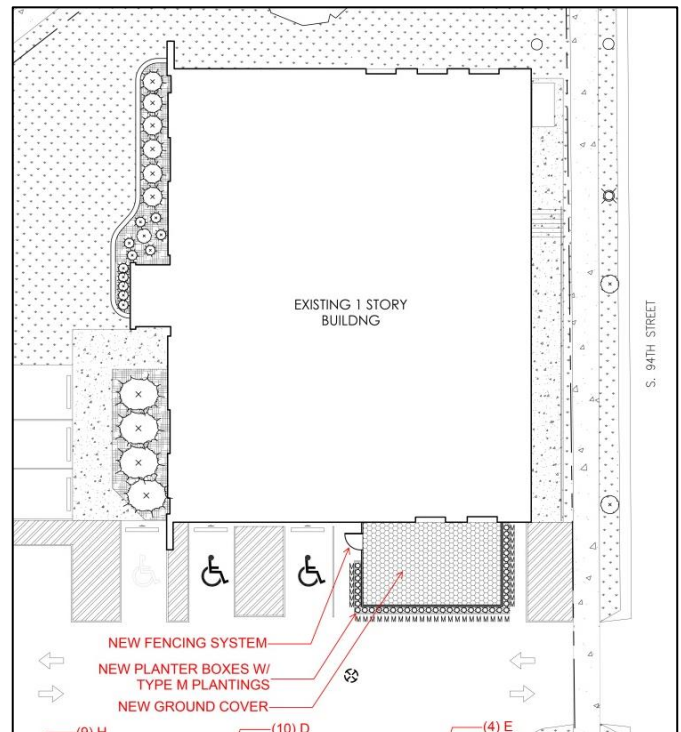 EXISTING 1 STORY
BUILDNG
S. 94TH STREET
NEW FENCING SYSTEM
NEW PLANTER BOXES W/
TYPE M PLANTINGS
NEW GROUND COVER
(9) H
(10) D
(4) E